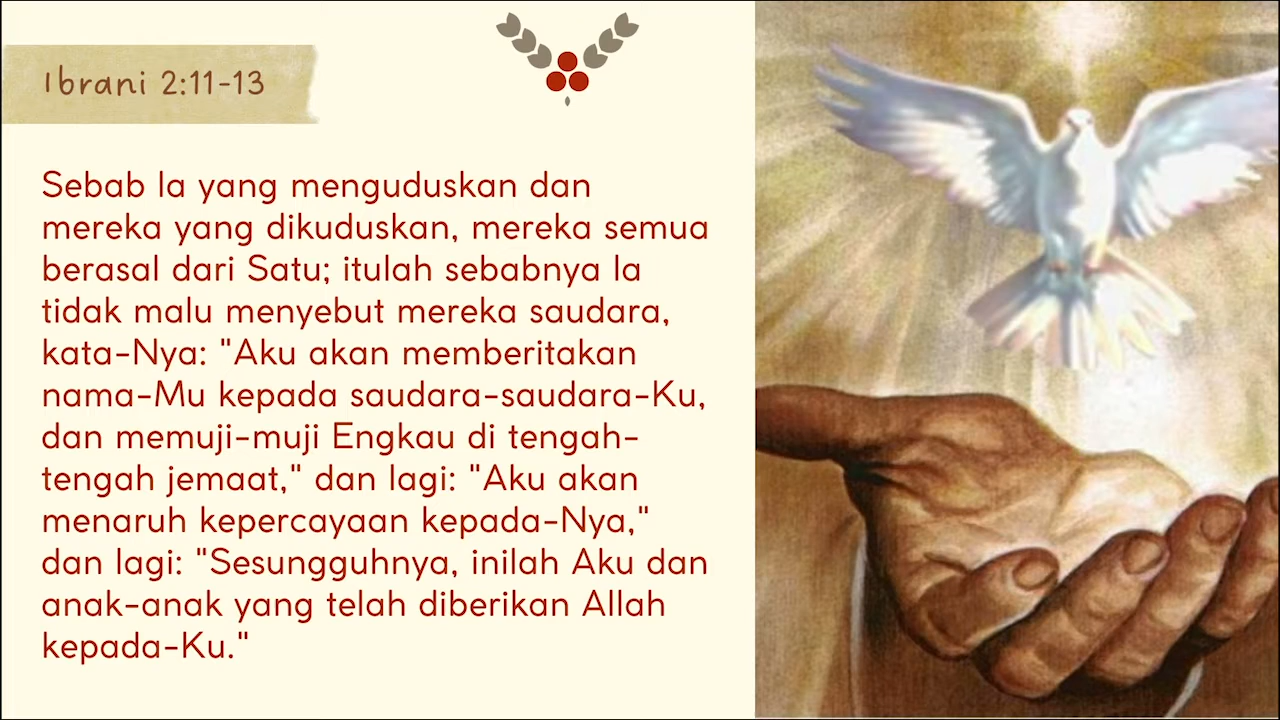 Ibrani 2:11-13
Sebab Ia yang menguduskan dan
mereka yang dikuduskan, mereka semua
berasal dari Satu; itulah sebabnya Ia
tidak malu menyebut mereka saudara,
kata-Nya: "Aku akan memberitakan
nama-Mu kepada saudara-saudara-Ku,
dan memuji-muji Engkau di tengah-
tengah jemaat," dan lagi: "Aku akan
menaruh kepercayaan kepada-Nya,"
dan lagi: "Sesungguhnya, inilah Aku dan
anak-anak yang telah diberikan Allah
kepada-Ku."